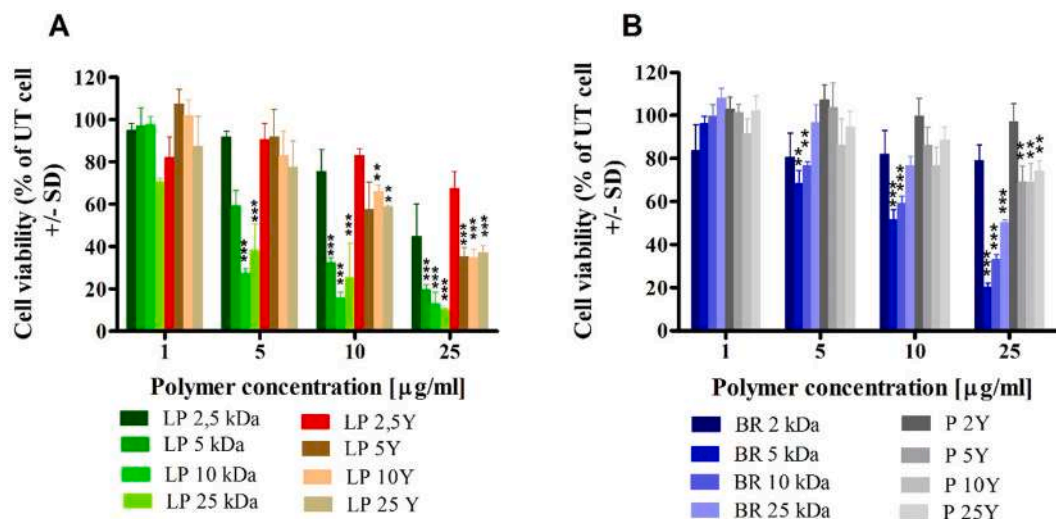 A
Cell viability (% of UT cell
+/- SD)
120
100
80
60
40
20
0
***
***
***
***
***
**
**
***
***
***
***
***
***
1
5
10
25
Polymer concentration [µg/ml]
LP 2,5 kDa
LP 5 kDa
LP 10 kDa
LP 25 kDa
LP 2,5Y
LP 5Y
LP 10Y
LP 25 Y
B
Cell viability (% of UT cell
+/- SD)
120
100
80
60
40
20
0
**
**
***
***
***
***
***
**
**
**
1
5
10
25
Polymer concentration [µg/ml]
BR 2 kDa
BR 5 kDa
BR 10 kDa
BR 25 kDa
P 2Y
P 5Y
P 10Y
P 25Y